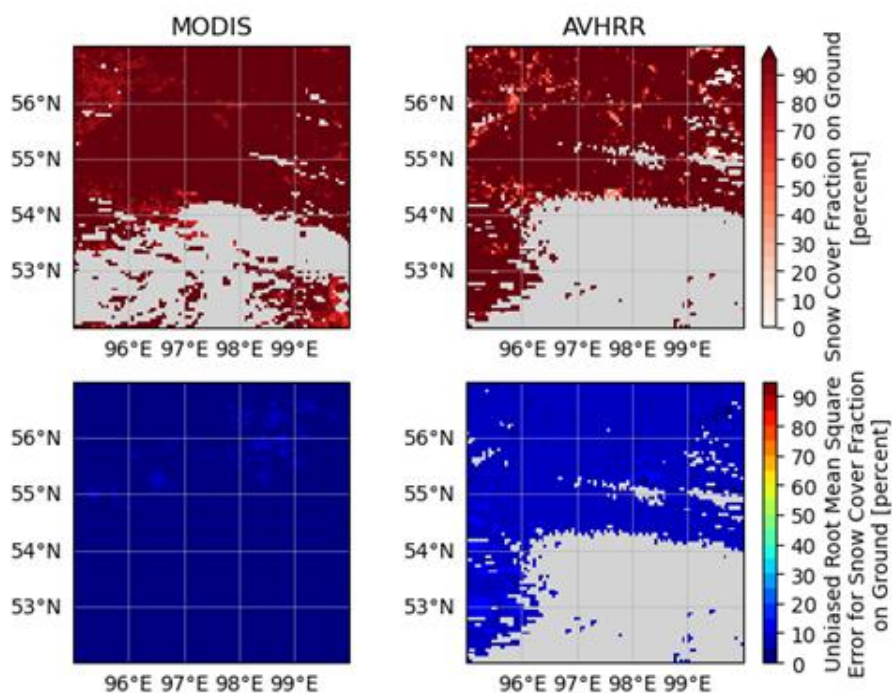 MODIS
AVHRR
56°N
55°N
54°N
53°N
96°E 97°E 98°E 99°E
56°N
55°N
54°N
53°N
96°E 97°E 98°E 99°E
90
80
70
60
50
40
30
20
10
0
Snow Cover Fraction on Ground
[percent]
56°N
55°N
54°N
53°N
96°E 97°E 98°E 99°E
56°N
55°N
54°N
53°N
96°E 97°E 98°E 99°E
90
80
70
60
50
40
30
20
10
0
Unbiased Root Mean Square
Error for Snow Cover Fraction
on Ground [percent]